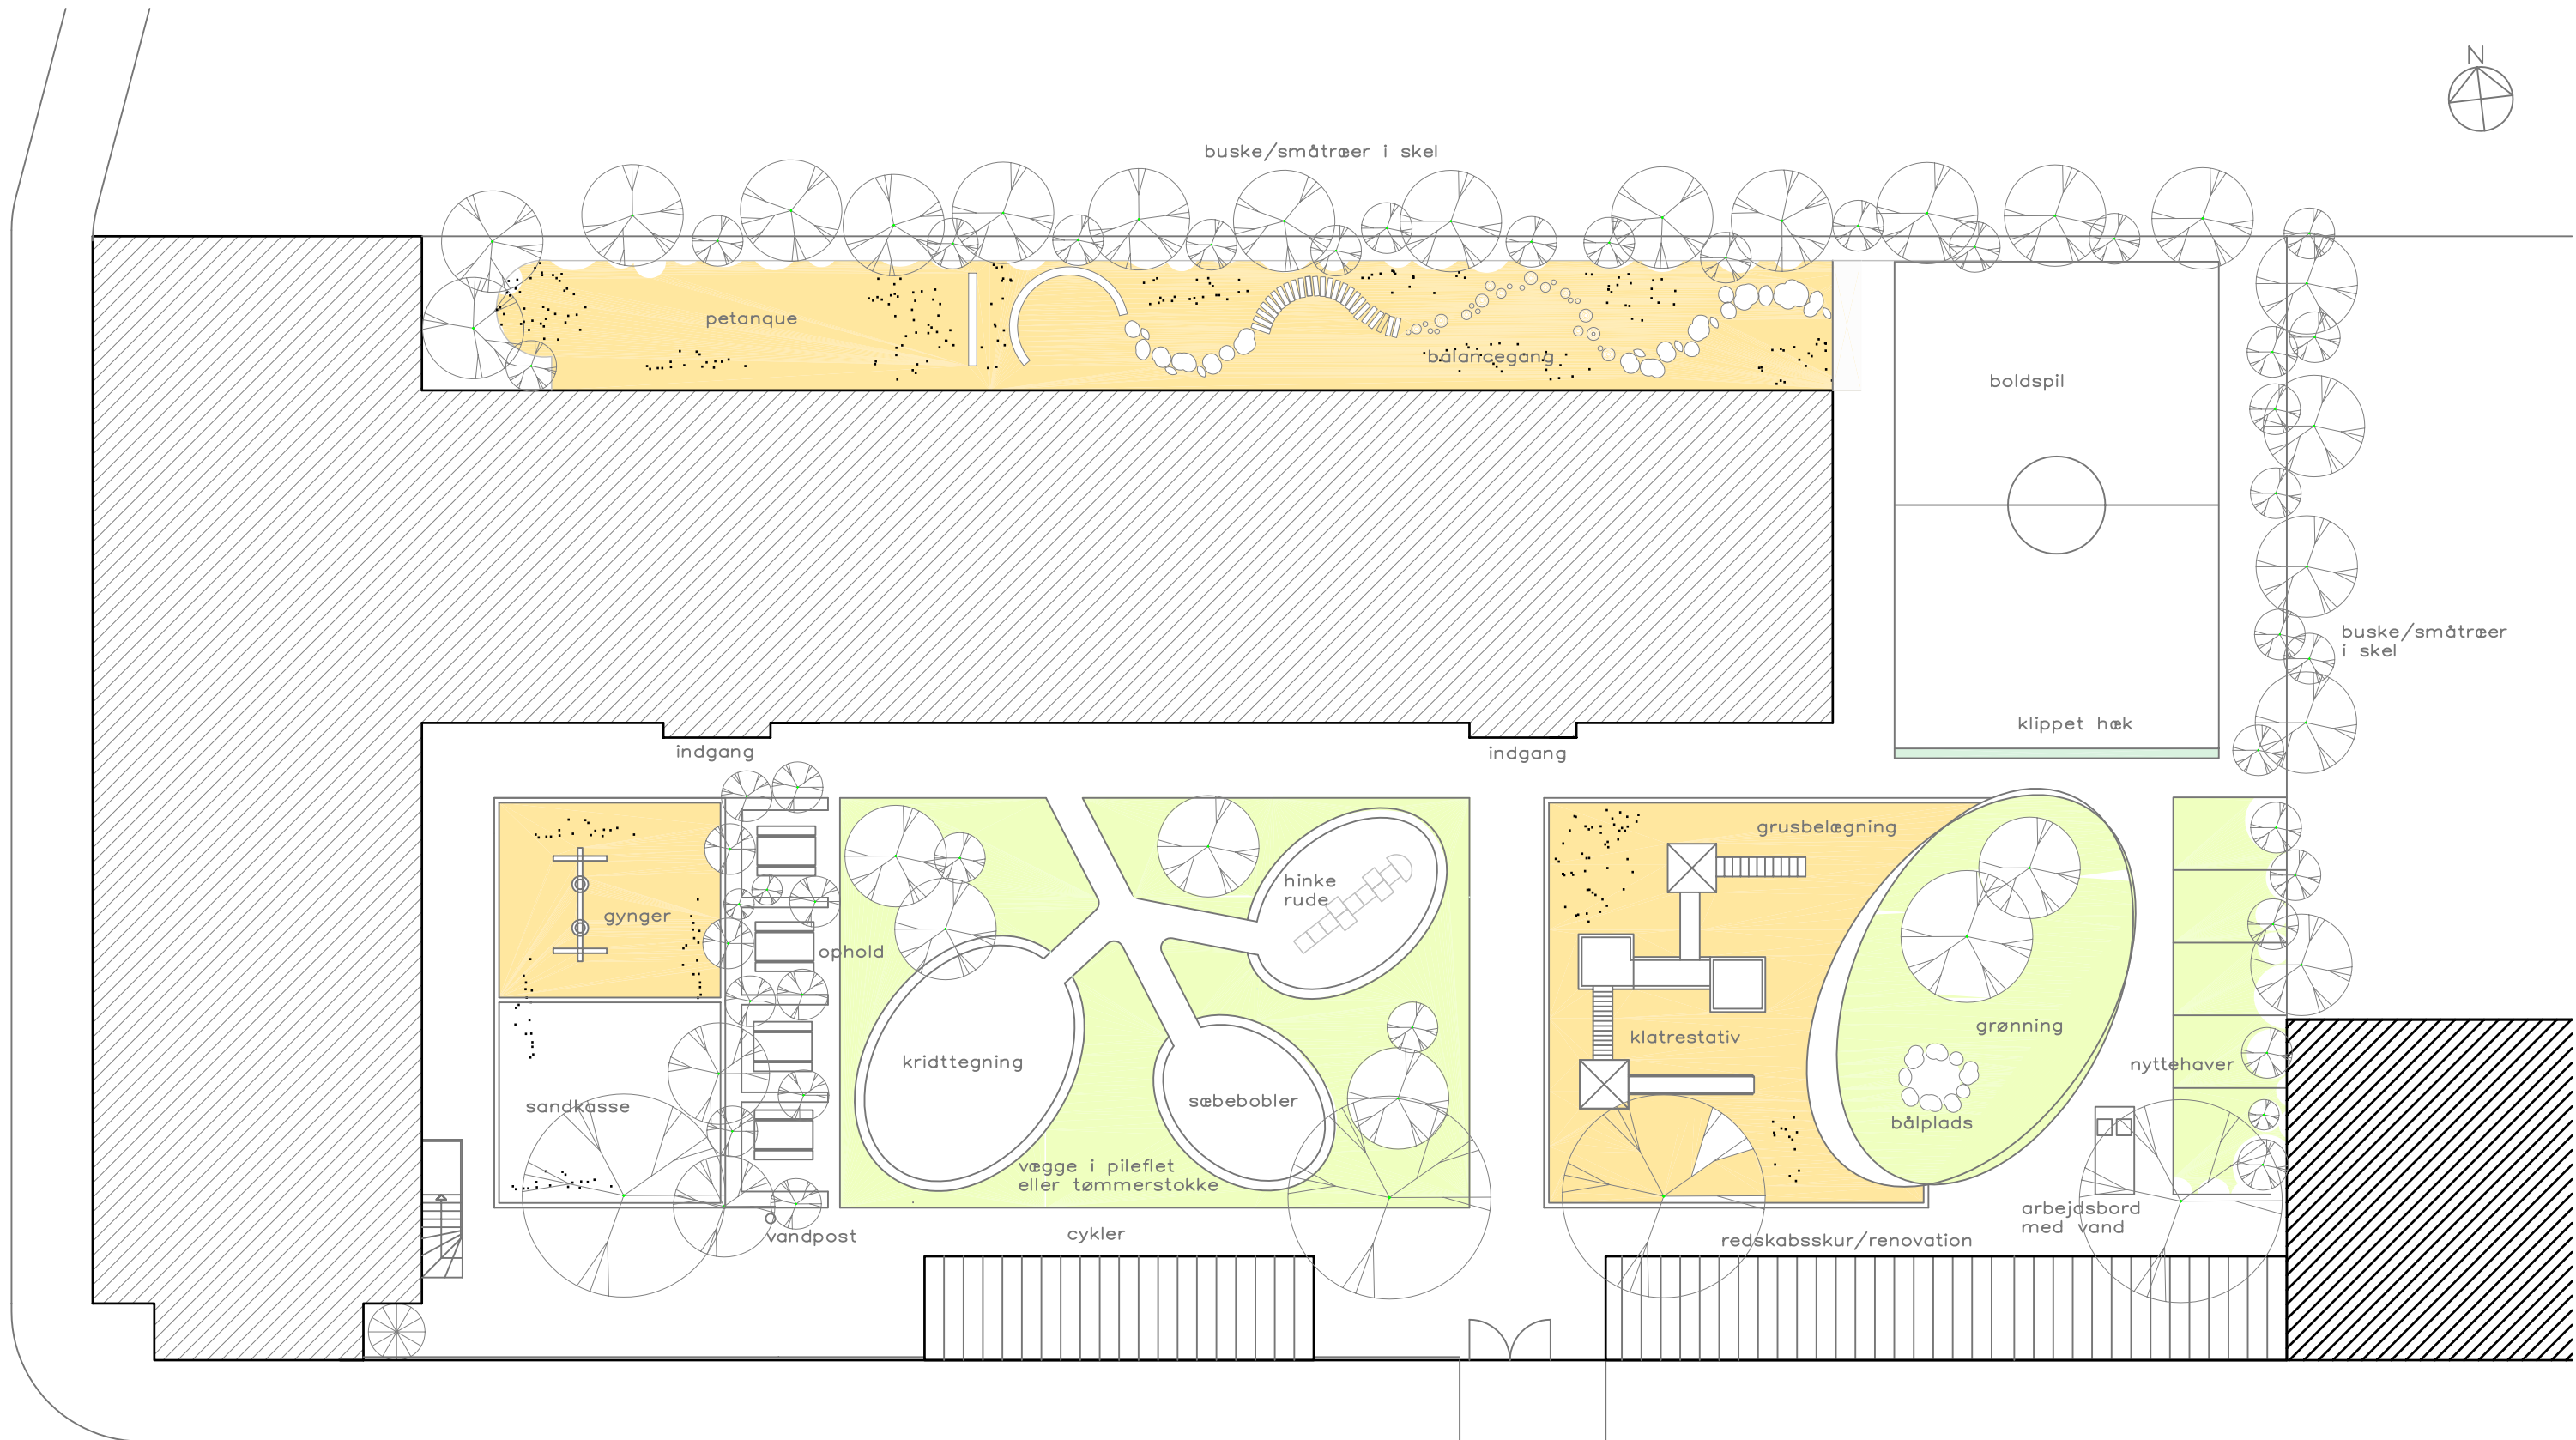 N
buske/småtræer i skel
petanque
balancegang
boldspil
buske/småtræer
i skel
klippet hæk
indgang
indgang
grusbelægning
hinke
rude
gynger
ophold
grønning
klatrestativ
kridttegning
nyttehaver
sæbebobler
sandkasse
bålplads
vægge i pileflet
eller tømmerstokke
arbejdsbord
med vand
vandpost
cykler
redskabsskur/renovation